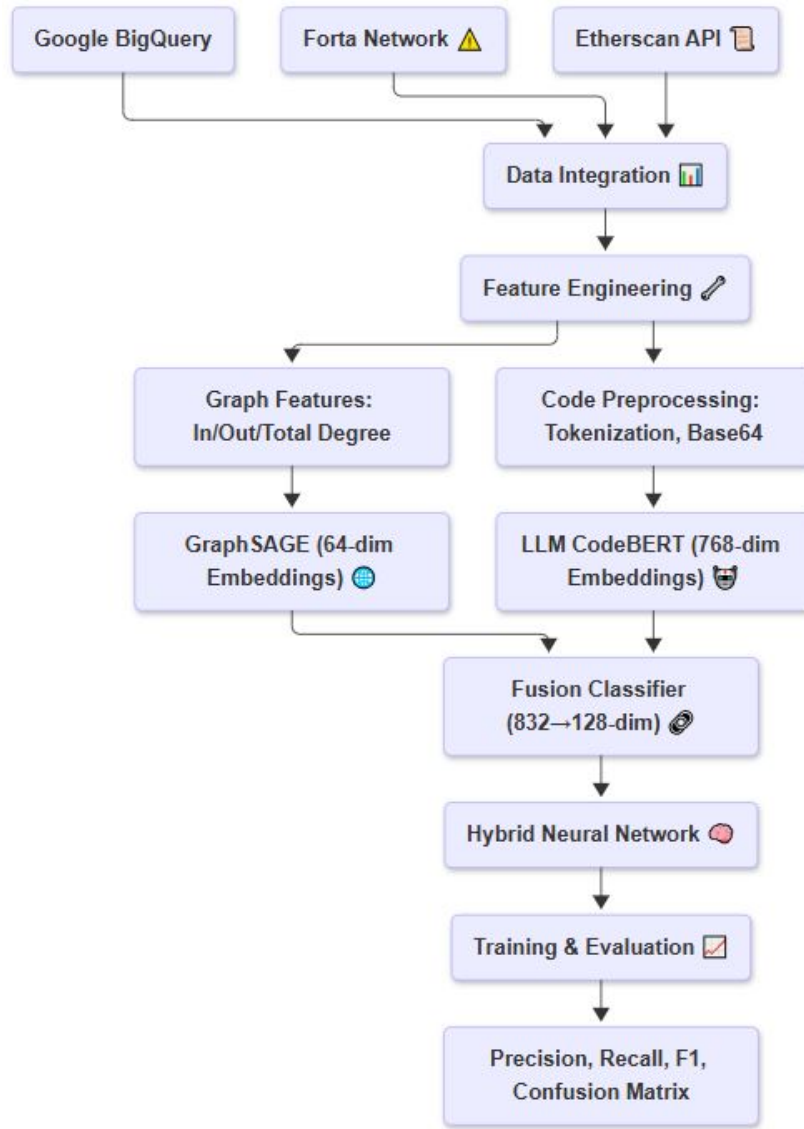 Google BigQuery
Forta Network ⚠️
Etherscan API 📜
Data Integration 📊
Feature Engineering 🔧
Graph Features:
In/Out/Total Degree
Code Preprocessing:
Tokenization, Base64
GraphSAGE (64-dim
Embeddings) 🌐
LLM CodeBERT (768-dim
Embeddings) 🤖
Fusion Classifier
(832→128-dim) 🔗
Hybrid Neural Network 🧠
Training & Evaluation 📈
Precision, Recall, F1,
Confusion Matrix